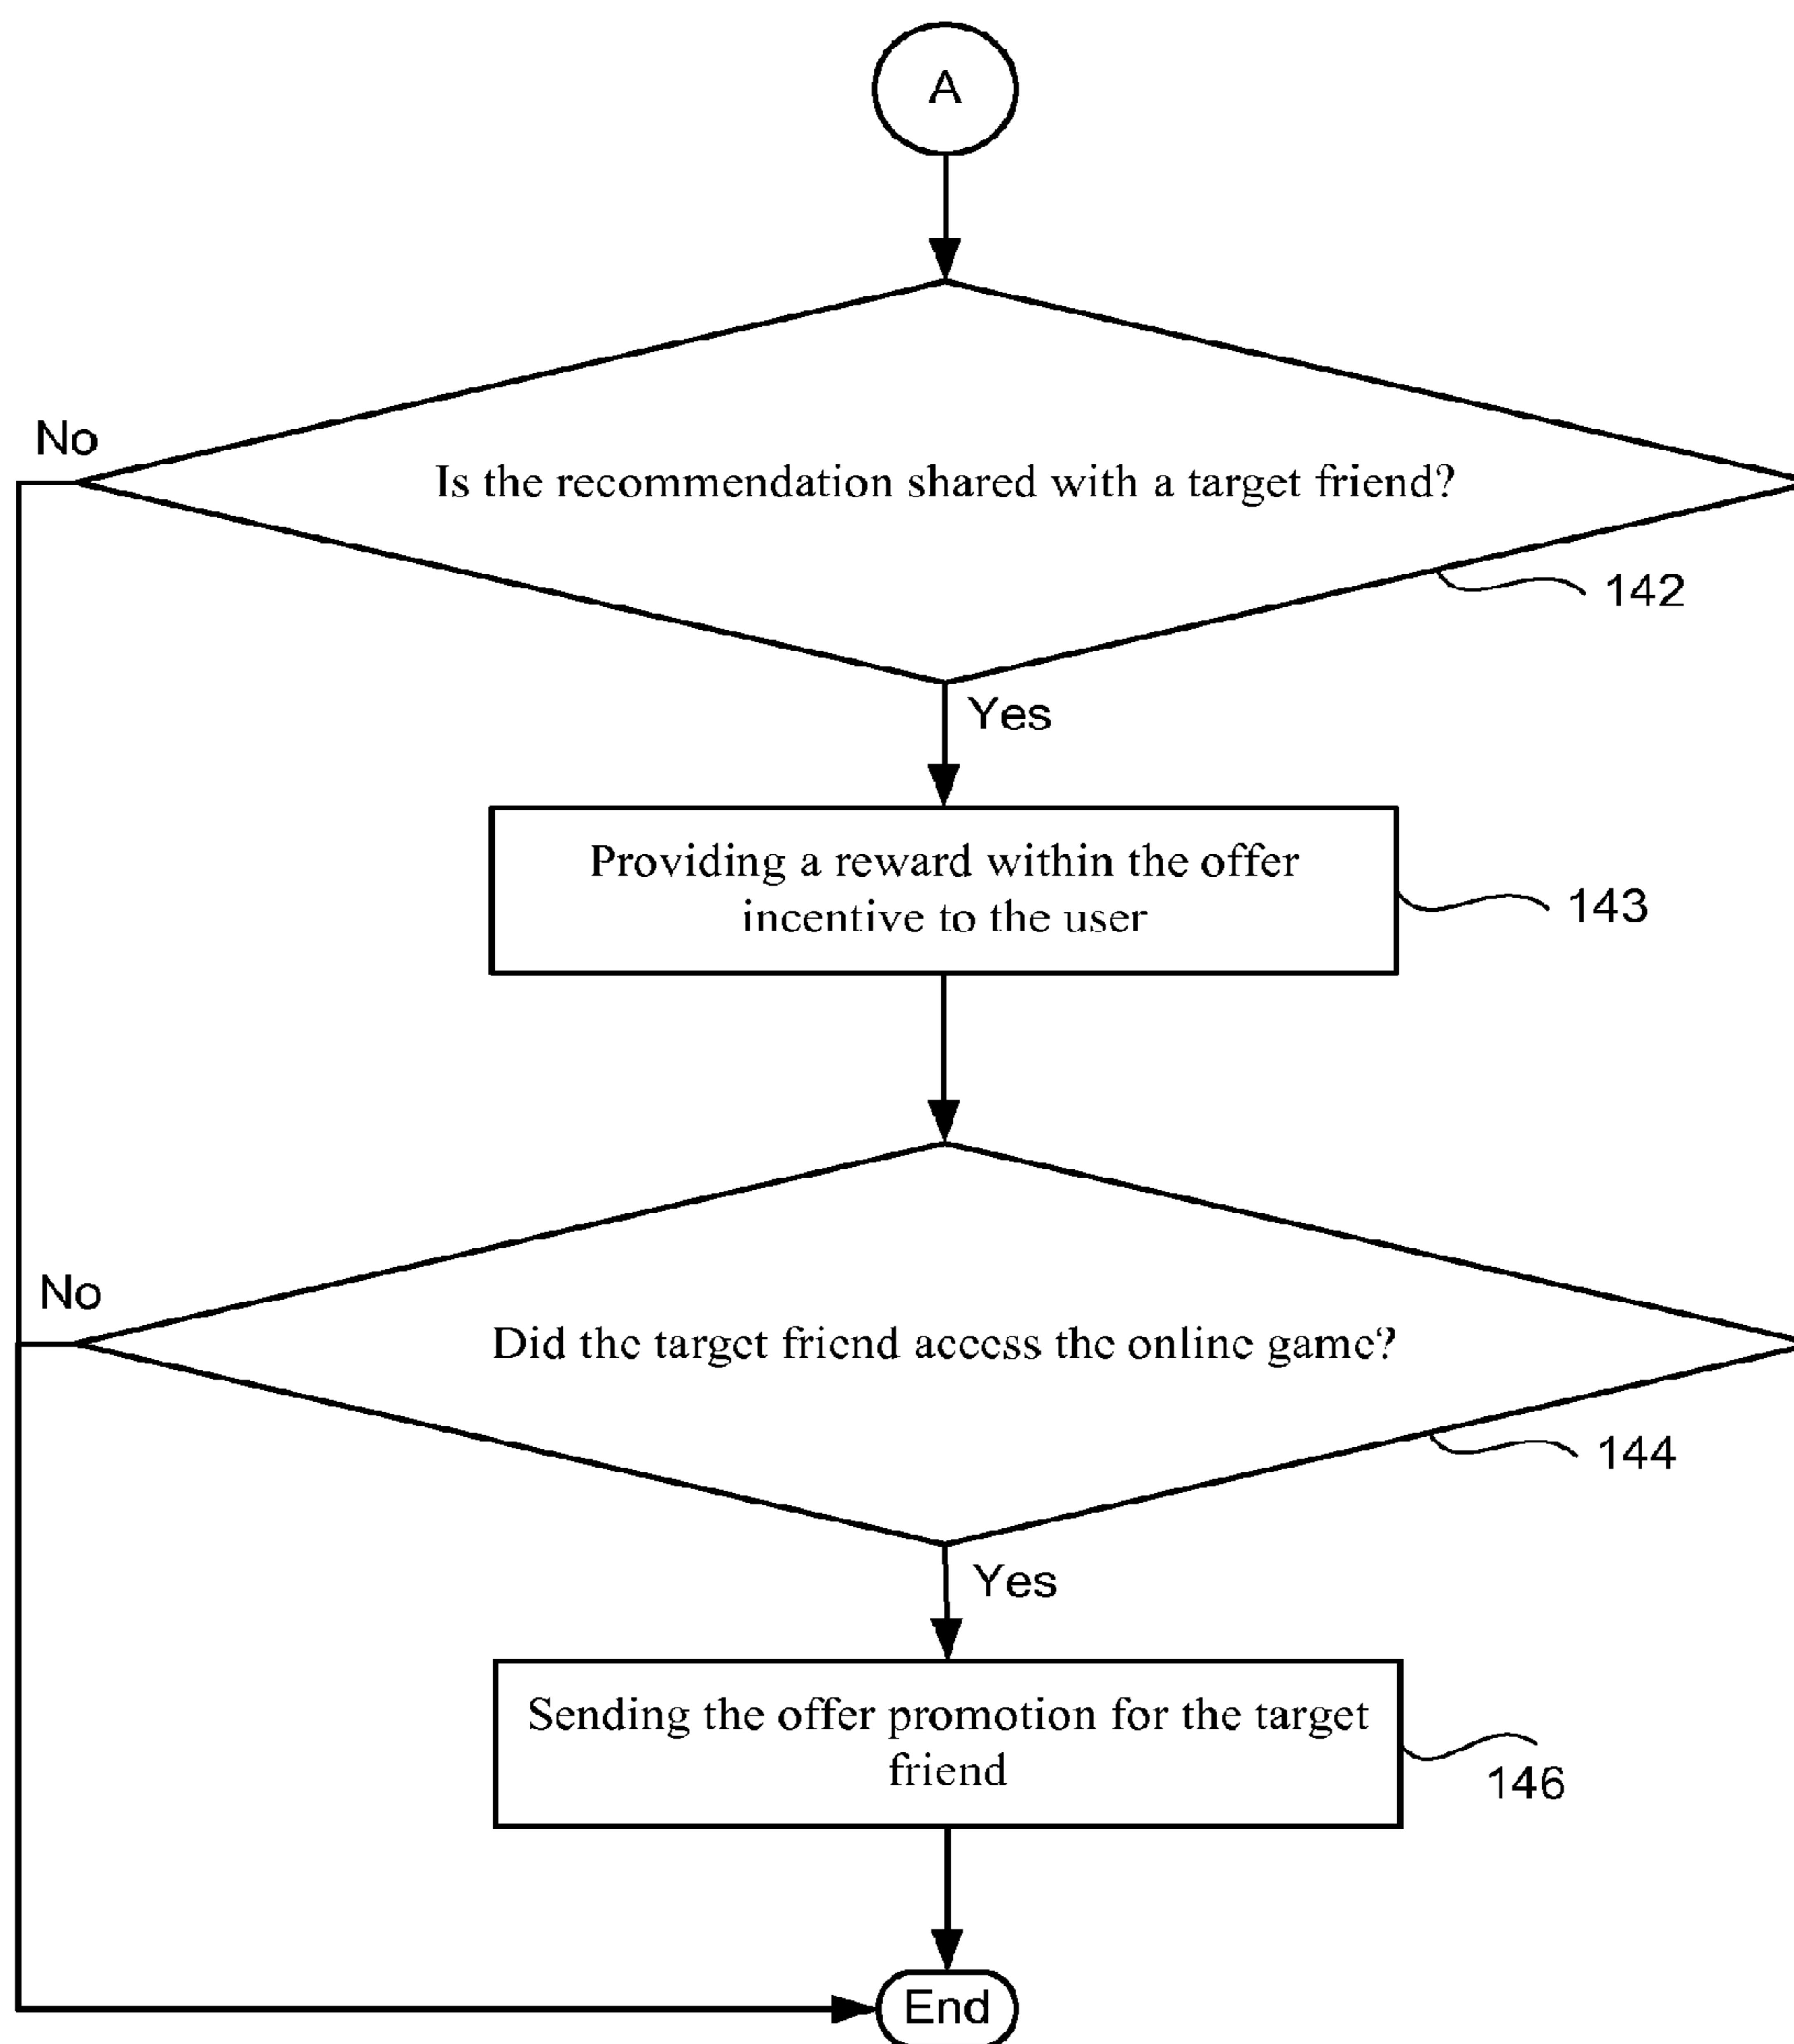 A
No
Is the recommendation shared with a target friend?
142
Yes
Providing a reward within the offer
incentive to the user
143
No
Did the target friend access the online game?
144
Yes
Sending the offer promotion for the target
friend
146
End